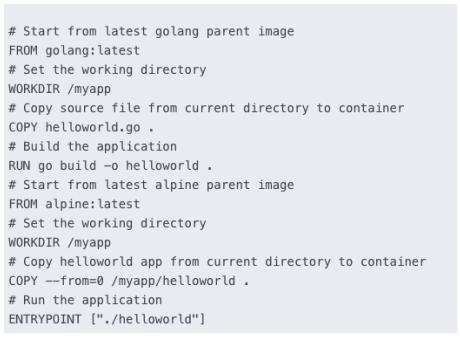 # Start from latest golang parent image
FROM golang:latest
# Set the working directory
WORKDIR /myapp
# Copy source file from current directory to container
COPY helloworld.go .
# Build the application
RUN go build -o helloworld .
# Start from latest alpine parent image
FROM alpine:latest
# Set the working directory
WORKDIR /myapp
# Copy helloworld app from current directory to container
COPY --from=0 /myapp/helloworld .
# Run the application
ENTRYPOINT ["./helloworld"]